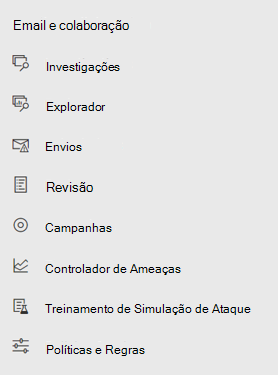 Email e colaboração
Investigações
Explorador
Envios
Revisão
Campanhas
Controlador de Ameaças
Treinamento de Simulação de Ataque
Políticas e Regras